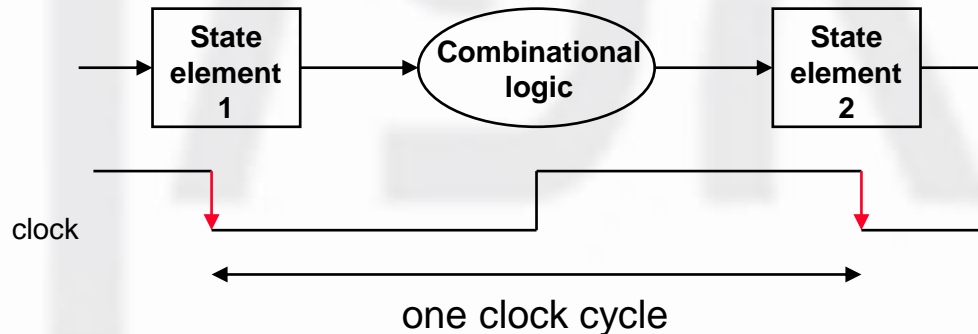 State
element
1
Combinational
logic
State
element
2
clock
one clock cycle